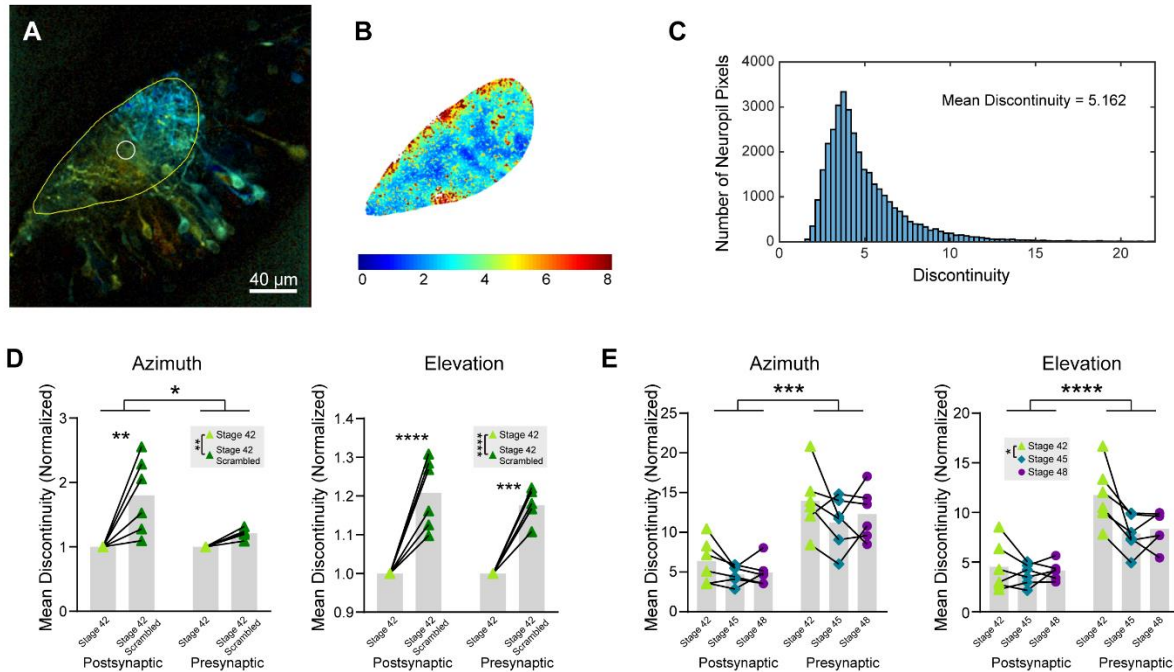 A
40 µm
B
0 2 4 6 8
C
4000
3000
2000
1000
0
Number of Neuropil Pixels
Mean Discontinuity = 5.162
0 5 10 15 20
Discontinuity
D
Azimuth
Mean Discontinuity (Normalized)
3
2
1
0
*
**
**
Stage 42
Stage 42
Scrambled
Stage 42
Stage 42
Scrambled
Stage 42
Stage 42
Scrambled
Postsynaptic Presynaptic
Elevation
Mean Discontinuity (Normalized)
1.4
1.3
1.2
1.1
1.0
0.9
****
***
****
Stage 42
Stage 42
Scrambled
Stage 42
Stage 42
Scrambled
Stage 42
Stage 42
Scrambled
Postsynaptic Presynaptic
E
Azimuth
Mean Discontinuity (Normalized)
25
20
15
10
5
0
***
Stage 42 Stage 45 Stage 48 Stage 42 Stage 45 Stage 48
Postsynaptic Presynaptic
Elevation
Mean Discontinuity (Normalized)
20
15
10
5
0
****
*
Stage 42
Stage 45
Stage 48
Stage 42 Stage 45 Stage 48 Stage 42 Stage 45 Stage 48
Postsynaptic Presynaptic